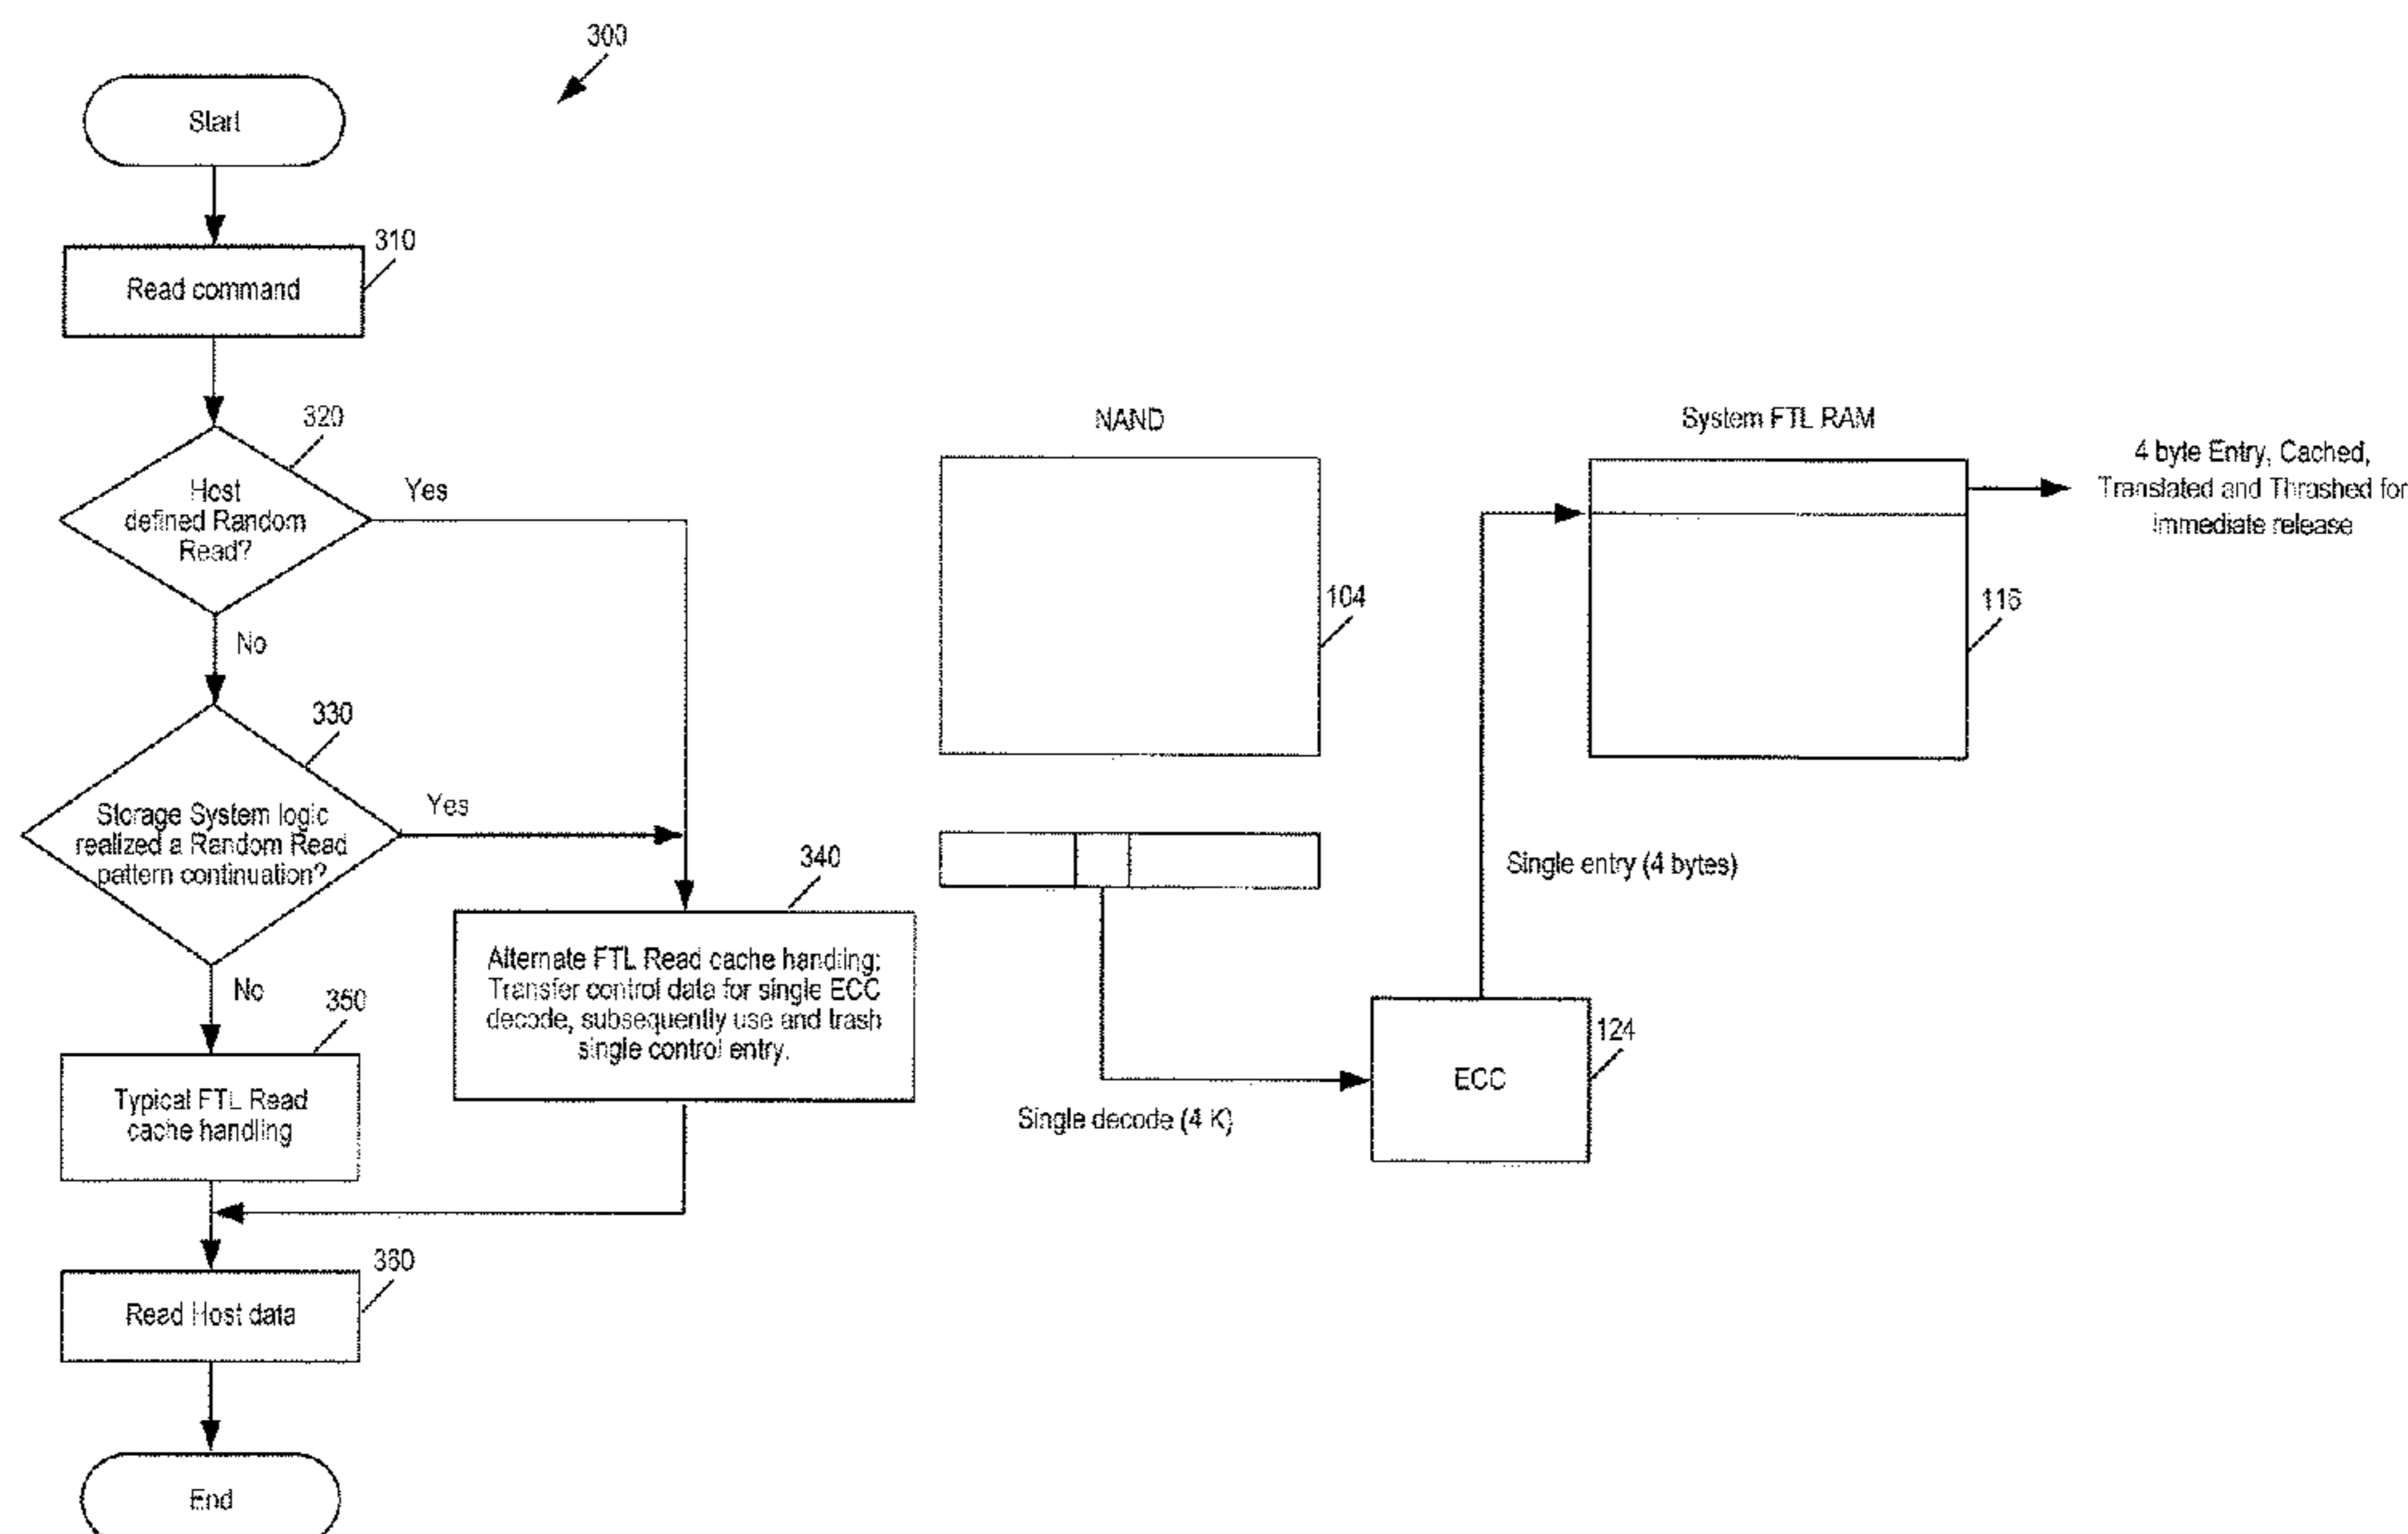 300
Start
310
Read command
320
Host
defined Random
Read?
Yes
No
330
Storage System logic
realized a Random Read
pattern continuation?
Yes
No
340
Alternate FTL Read cache handling:
Transfer control data for single ECC
decode, subsequently use and trash
single control entry.
350
Typical FTL Read
cache handling
360
Read Host data
End
NAND
104
Single decode (4 K)
ECC
124
Single entry (4 bytes)
System FTL RAM
116
4 byte Entry, Cached,
Translated and Thrashed for
immediate release